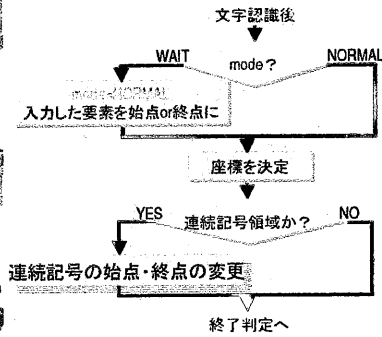 文字認識後
WAIT
mode?
NORMAL
mode<NORMAL
入力した要素を始点or終点に
座標を決定
YES
連続記号領域か?
NO
連続記号の始点・終点の変更
終了判定へ